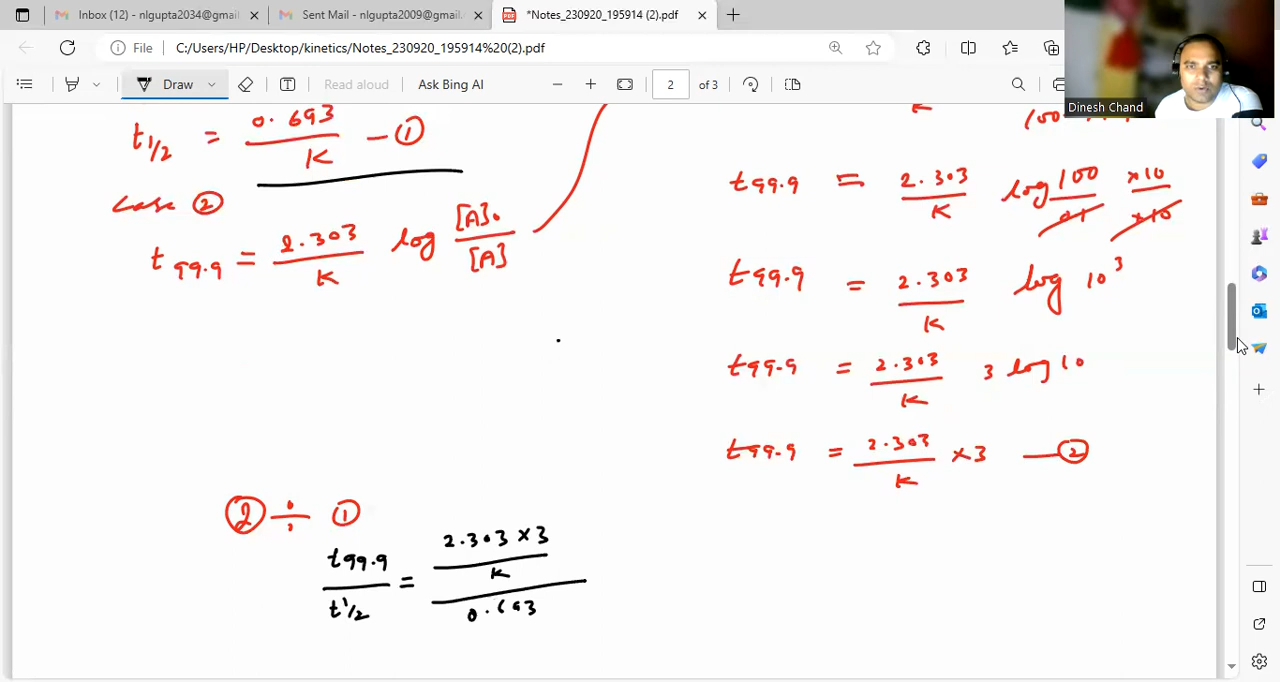 Inbox (12) - nlgupta2034@gmail
Sent Mail - nlgupta2009@gmail.c
*Notes_230920_195914 (2).pdf
File C:/Users/HP/Desktop/kinetics/Notes_230920_195914%20(2).pdf
Draw Read aloud Ask Bing AI 2 of 3
Dinesh Chand
t1/2 = 0.693/K - ①
Case ②
t99.9 = 2.303/K log [A]₀/[A]
K
t99.9 = 2.303/K log 100/0.1 ×10/×10
t99.9 = 2.303/K log 10³
t99.9 = 2.303/K 3 log 10
t99.9 = 2.303/K × 3 — ②
② ÷ ①
t99.9/t1/2 = 2.303 × 3/K / 0.693